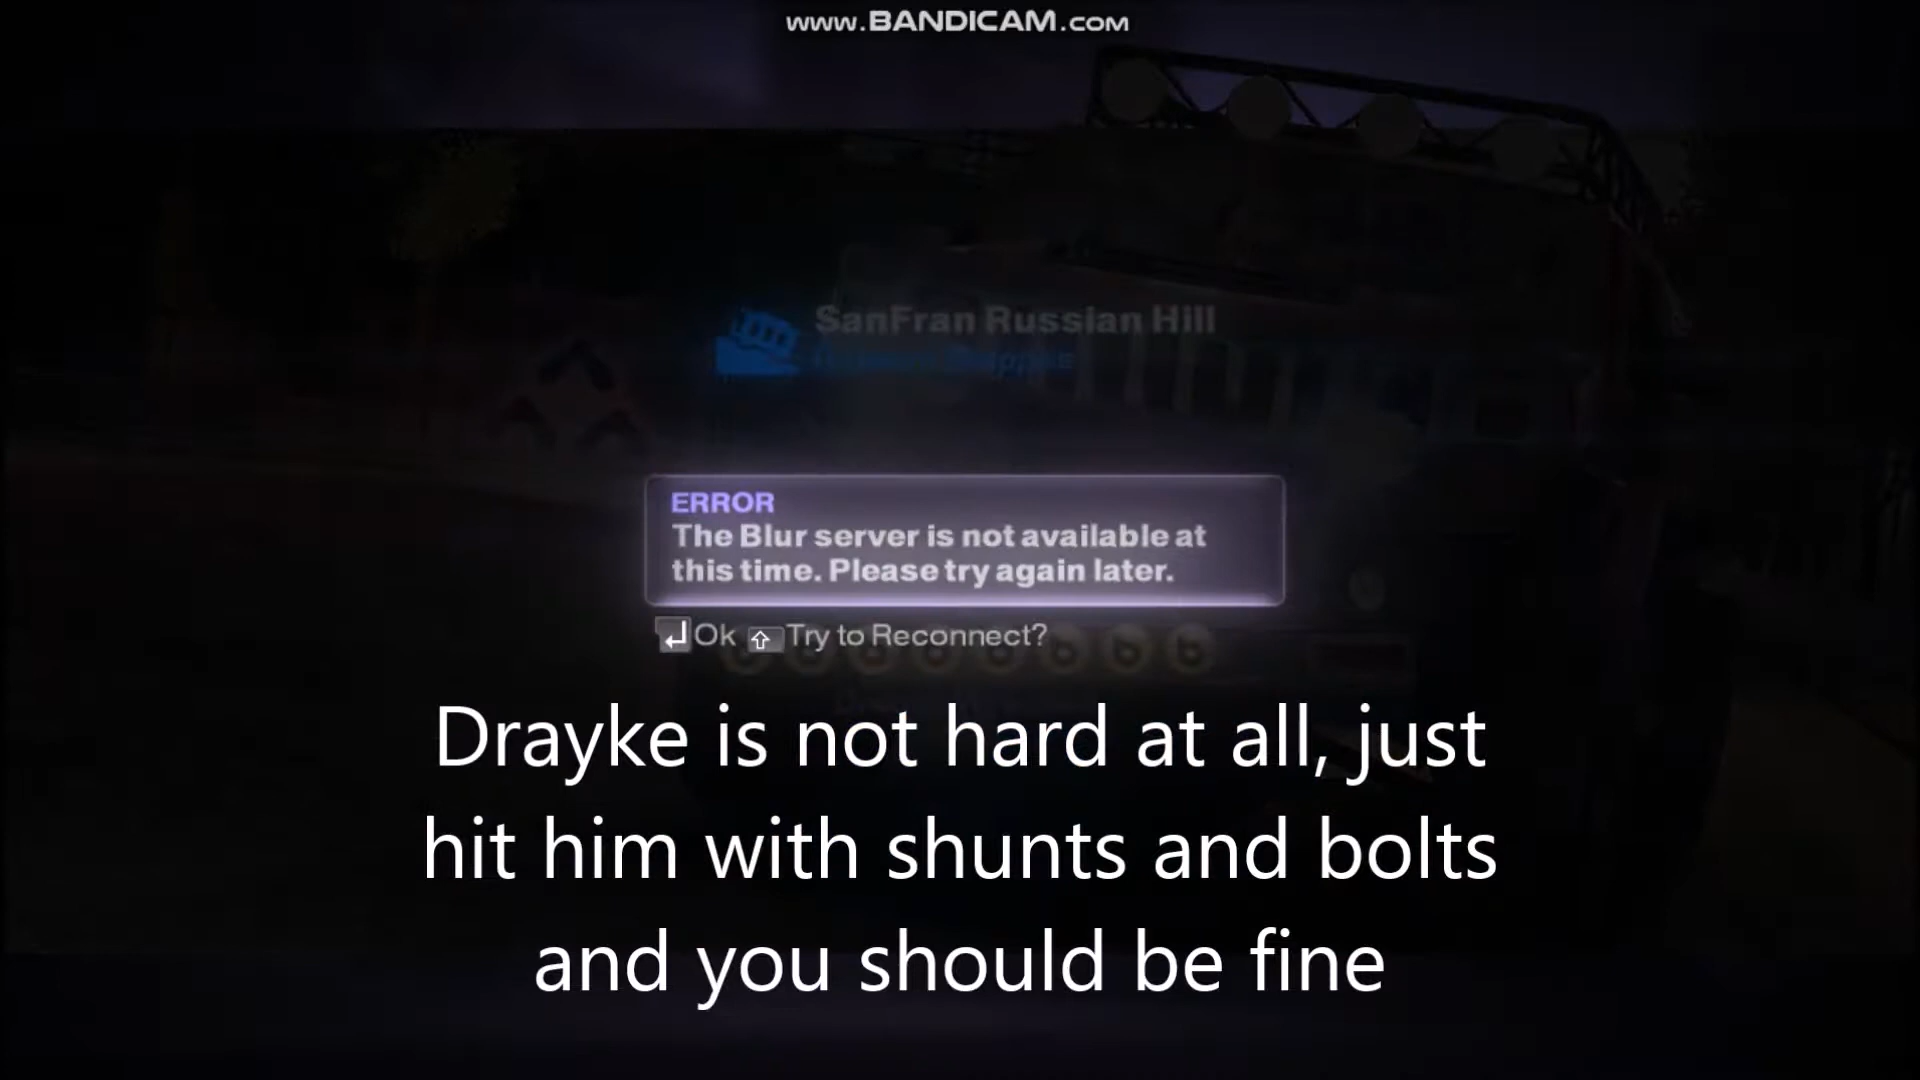 www.BANDICAM.com
SanFran Russian Hill
ERROR
The Blur server is not available at
this time. Please try again later.
Ok Try to Reconnect?
Drayke is not hard at all, just
hit him with shunts and bolts
and you should be fine